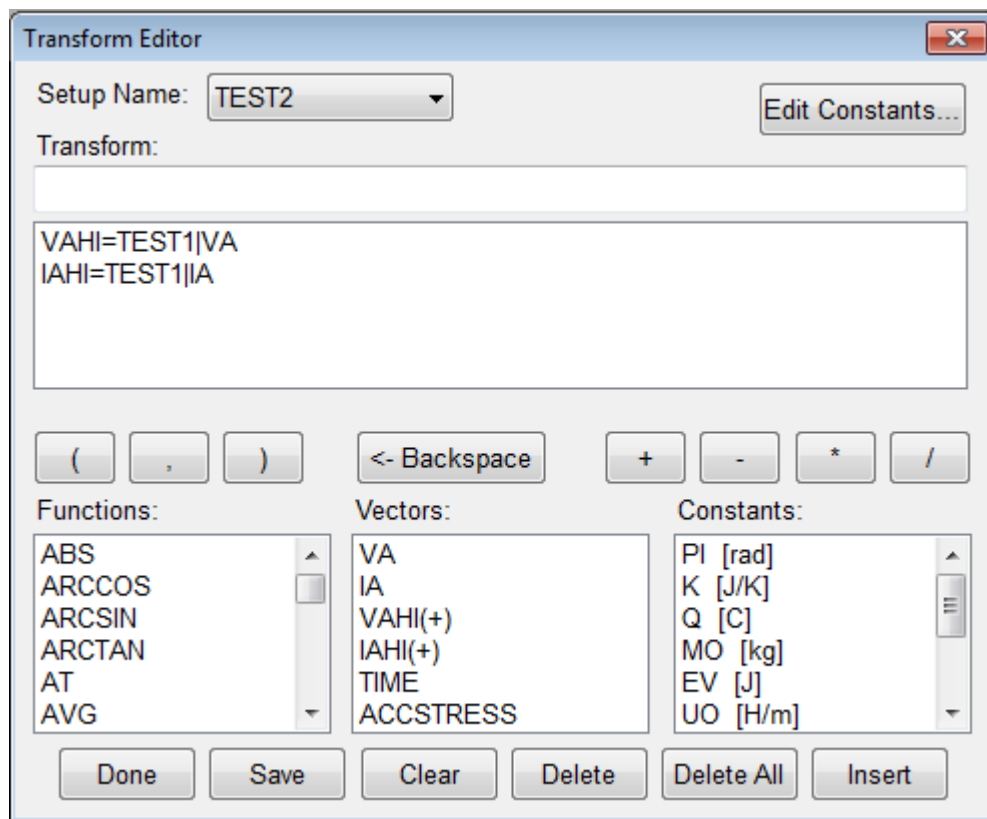 Transform Editor
Setup Name: TEST2 Edit Constants...
Transform:
VAHI=TEST1|VA
IAHI=TEST1|IA
( , ) <- Backspace + - * /
Functions: Vectors: Constants:
ABS VA PI [rad]
ARCCOS IA K [J/K]
ARCSIN VAHI(+) Q [C]
ARCTAN IAHI(+) MO [kg]
AT TIME EV [J]
AVG ACCSTRESS UO [H/m]
Done Save Clear Delete Delete All Insert